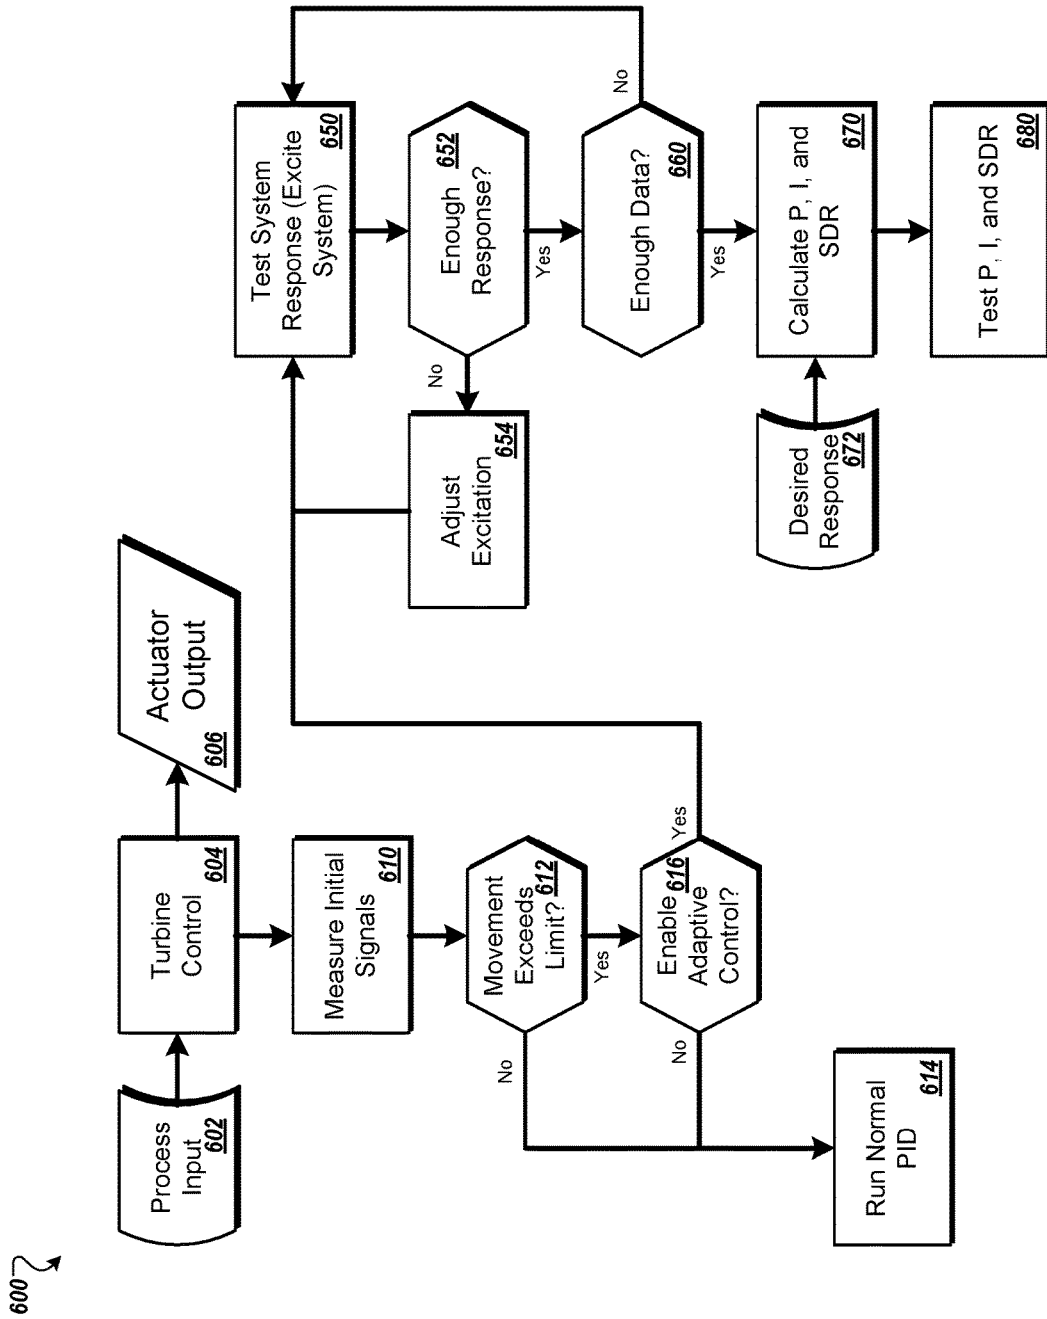 600
Process
Input
602
Turbine
Control
604
Actuator
Output
606
Measure Initial
Signals
610
Movement
Exceeds
Limit?
612
No
Yes
Enable
Adaptive
Control?
616
No
Yes
Run Normal
PID
614
Test System
Response (Excite
System)
650
Enough
Response?
652
No
Yes
Adjust
Excitation
654
Enough Data?
660
No
Yes
Desired
Response
672
Calculate P, I, and
SDR
670
Test P, I, and SDR
680